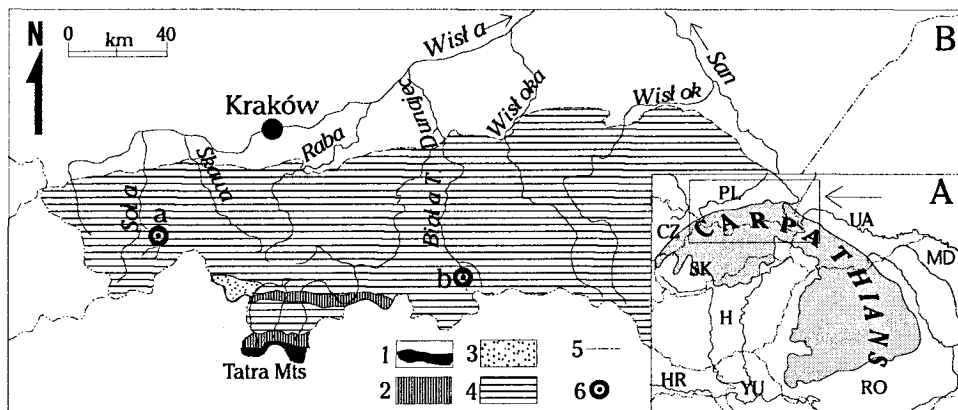 N
0 km 40
B
Wisła
San
Kraków
Dunajec
Wisłoka
Wisłok
Raba
Skawa
Soła
a
Biała T.
b
A
PL
CZ
UA
CARPATHIANS
SK
MD
H
HR
YU
RO
Tatra Mts
1
2
3
4
5
6